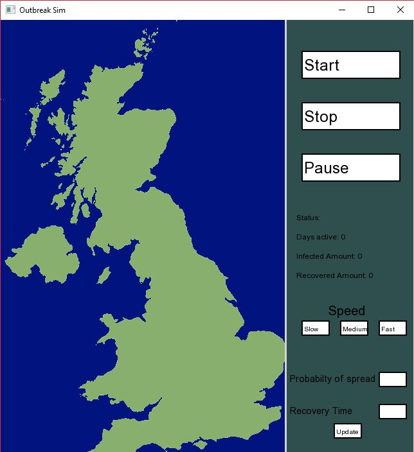 Outbreak Sim
Start
Stop
Pause
Status:
Days active: 0
Infected Amount: 0
Recovered Amount: 0
Speed
Slow Medium Fast
Probabilty of spread
Recovery Time
Update